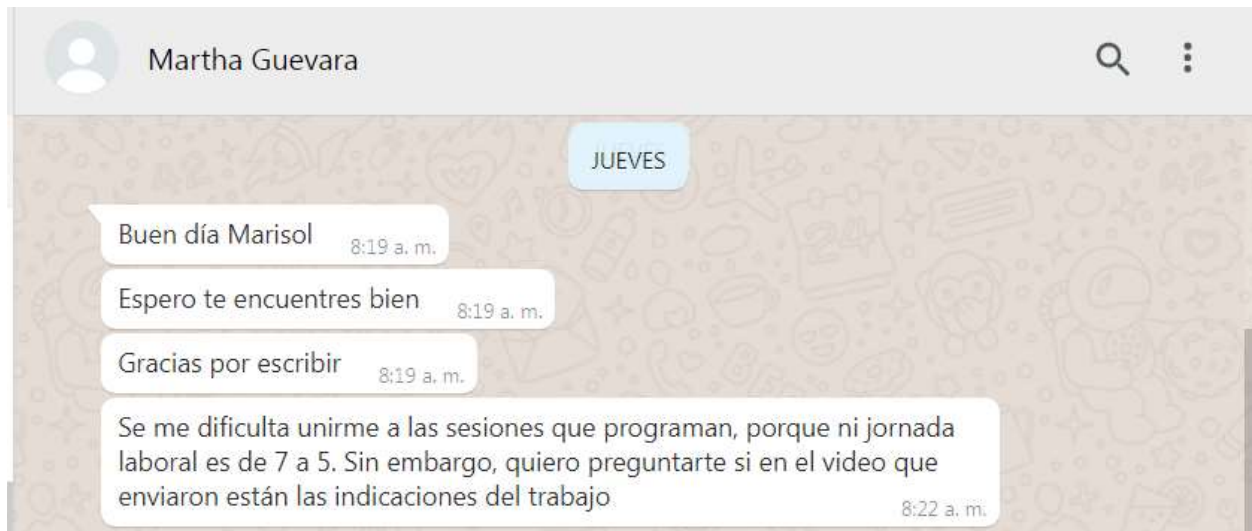 Martha Guevara
JUEVES
Buen día Marisol 8:19 a. m.
Espero te encuentres bien 8:19 a. m.
Gracias por escribir 8:19 a. m.
Se me dificulta unirme a las sesiones que programan, porque ni jornada
laboral es de 7 a 5. Sin embargo, quiero preguntarte si en el video que
enviaron están las indicaciones del trabajo 8:22 a. m.